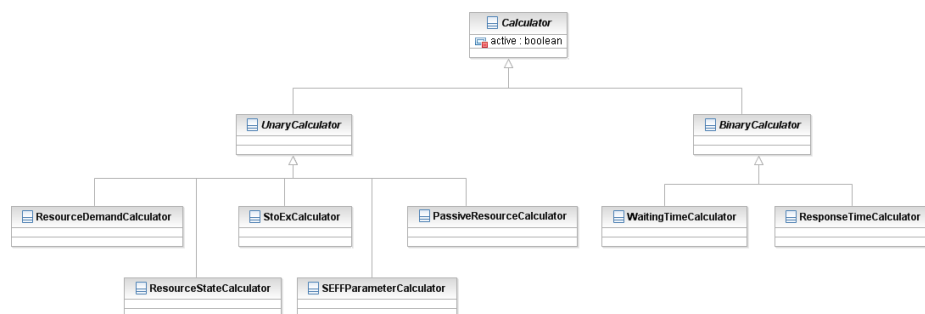 Calculator
active : boolean
UnaryCalculator
BinaryCalculator
ResourceDemandCalculator
StoExCalculator
PassiveResourceCalculator
WaitingTimeCalculator
ResponseTimeCalculator
ResourceStateCalculator
SEFFParameterCalculator